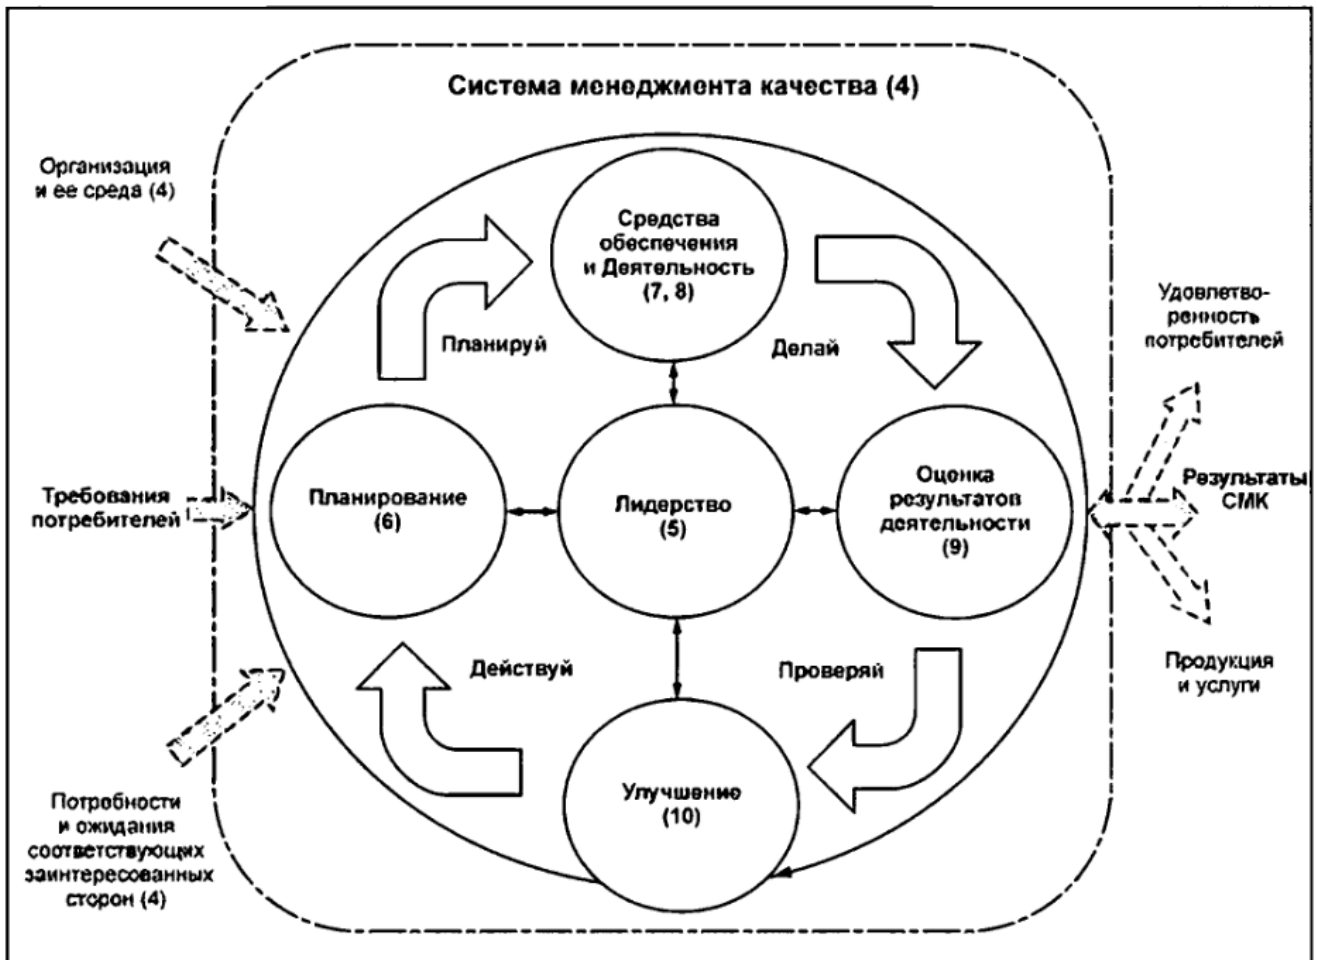 Система менеджмента качества (4)
Организация
и ее среда (4)
Средства
обеспечения
и Деятельность
(7, 8)
Планируй
Делай
Удовлетво-
ренность
потребителей
Требования
потребителей
Планирование
(6)
Лидерство
(5)
Оценка
результатов
деятельности
(9)
Результаты
СМК
Действуй
Проверяй
Продукция
и услуги
Улучшение
(10)
Потребности
и ожидания
соответствующих
заинтересованных
сторон (4)